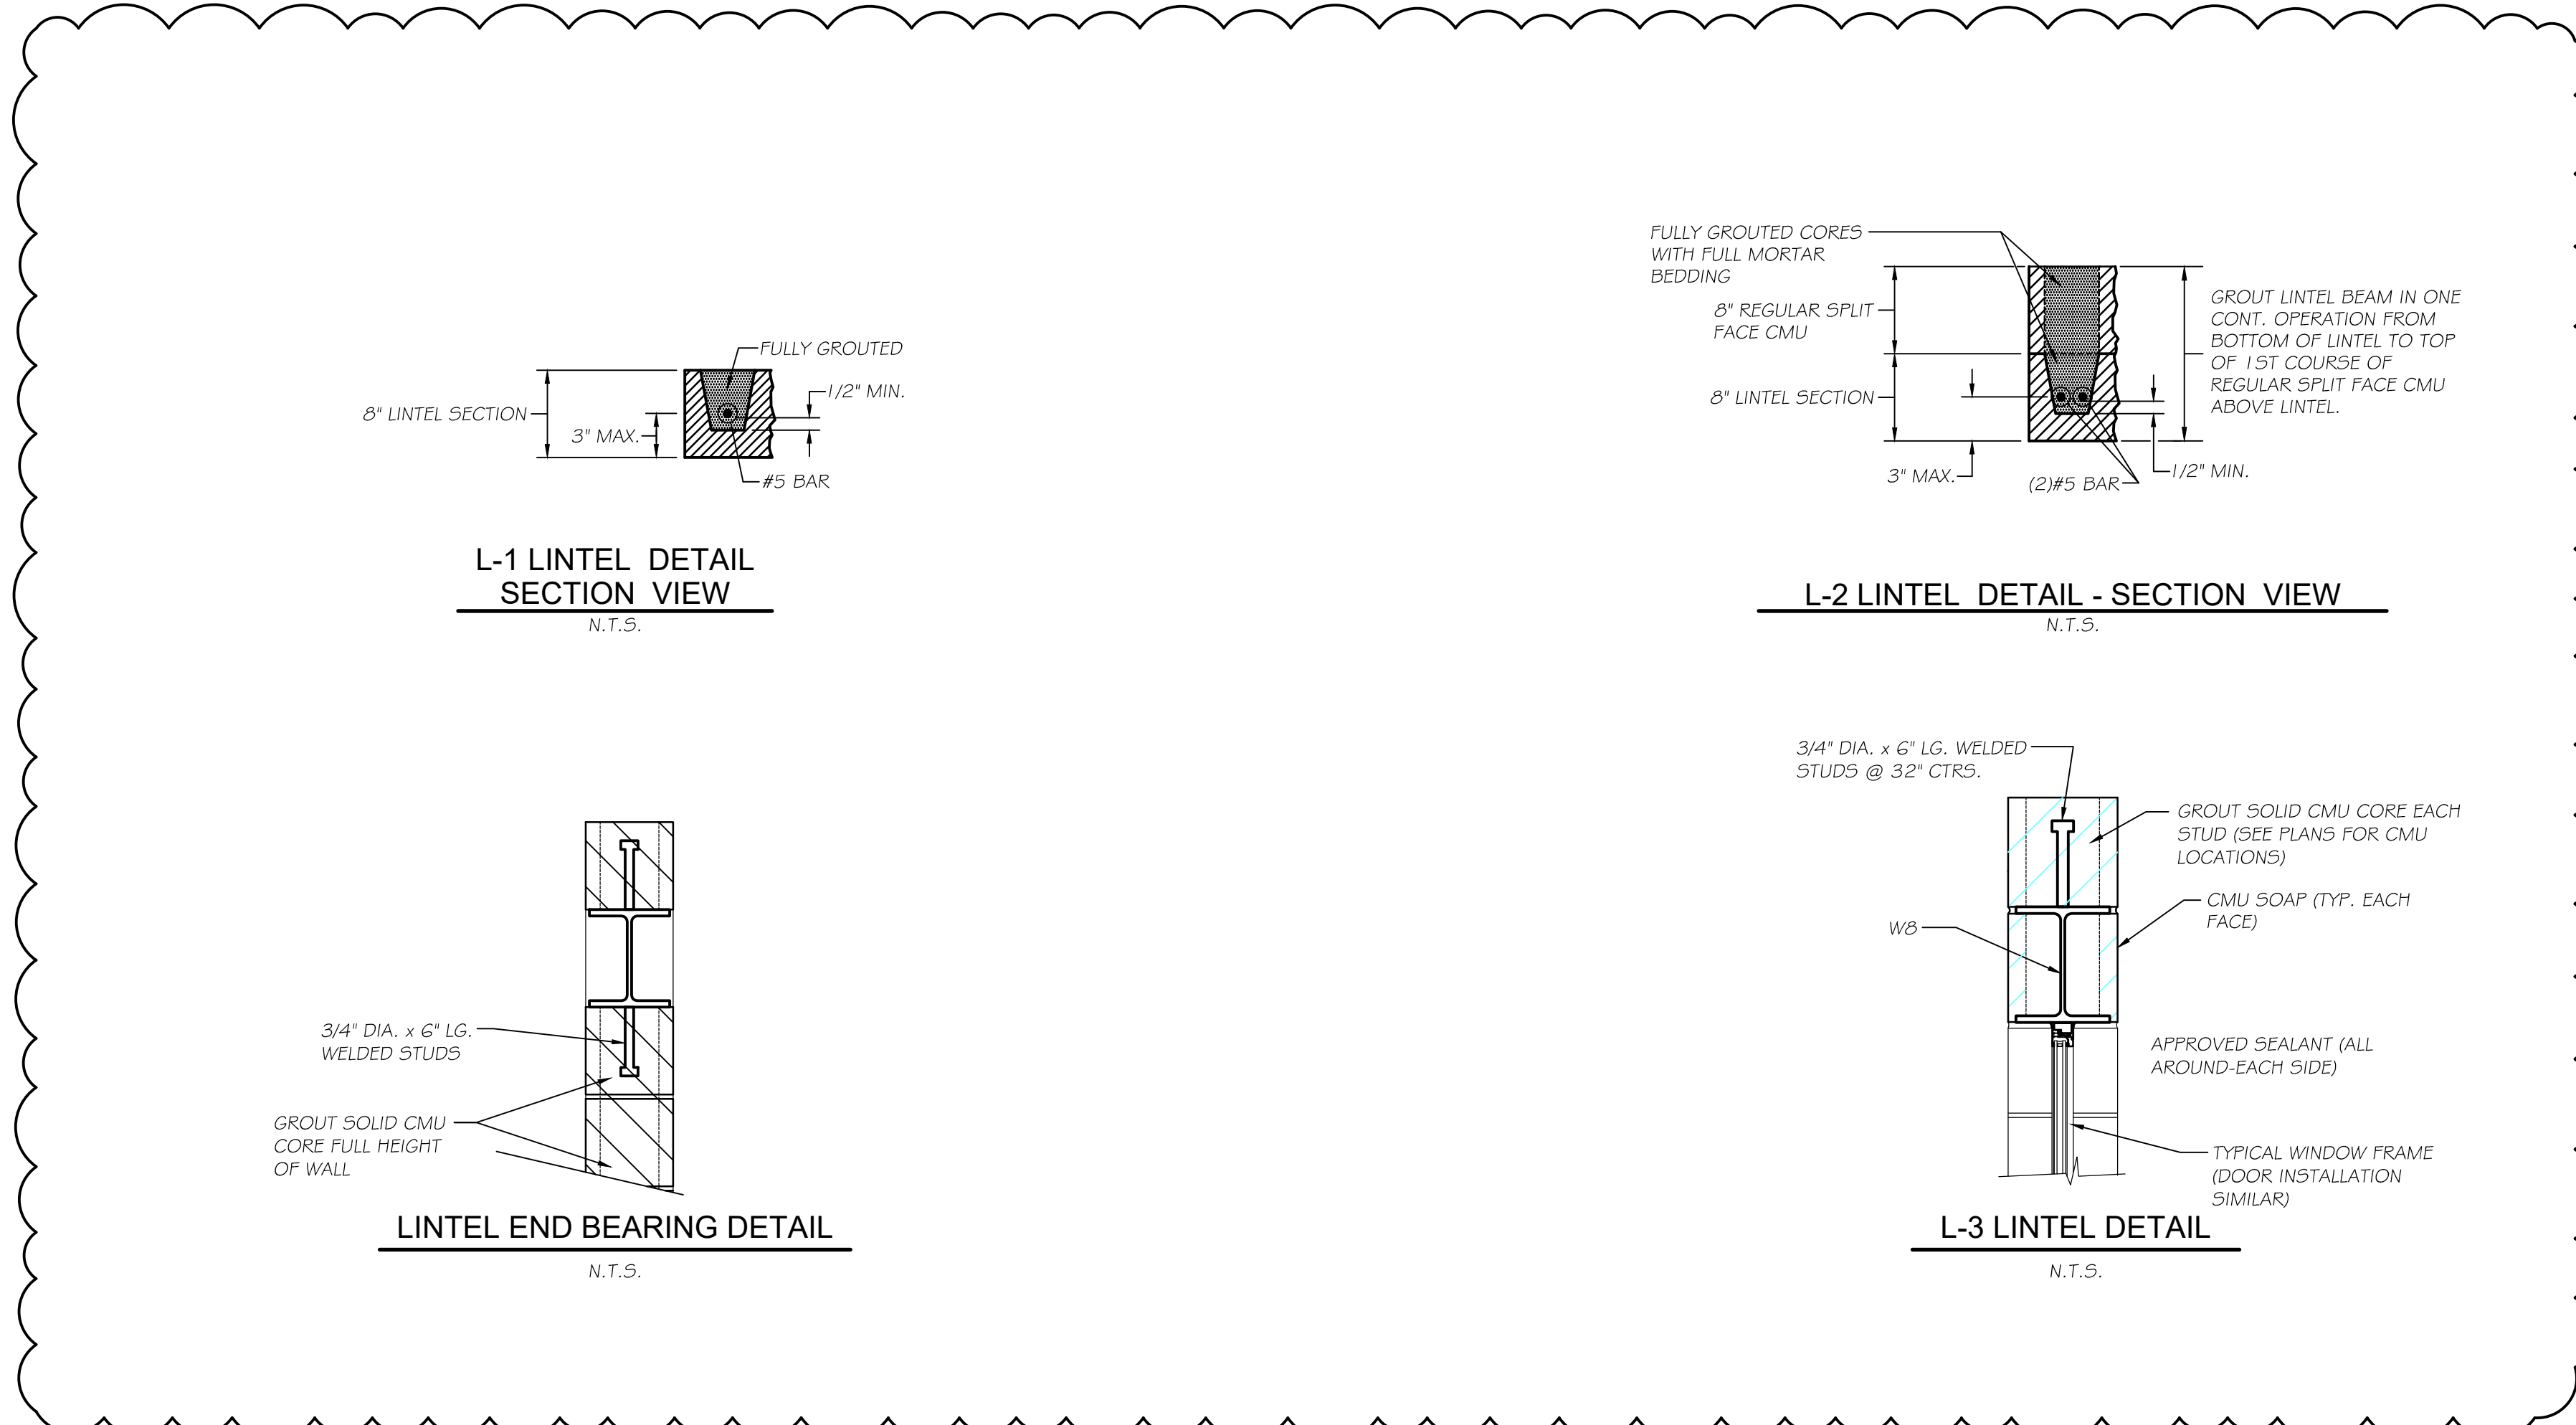 FULLY GROUTED
1/2" MIN.
8" LINTEL SECTION
3" MAX.
#5 BAR
L-1 LINTEL DETAIL
SECTION VIEW
N.T.S.
FULLY GROUTED CORES
WITH FULL MORTAR
BEDDING
8" REGULAR SPLIT
FACE CMU
8" LINTEL SECTION
3" MAX.
(2)#5 BAR
1/2" MIN.
GROUT LINTEL BEAM IN ONE
CONT. OPERATION FROM
BOTTOM OF LINTEL TO TOP
OF 1ST COURSE OF
REGULAR SPLIT FACE CMU
ABOVE LINTEL.
L-2 LINTEL DETAIL - SECTION VIEW
N.T.S.
3/4" DIA. x 6" LG.
WELDED STUDS
GROUT SOLID CMU
CORE FULL HEIGHT
OF WALL
LINTEL END BEARING DETAIL
N.T.S.
3/4" DIA. x 6" LG. WELDED
STUDS @ 32" CTRS.
GROUT SOLID CMU CORE EACH
STUD (SEE PLANS FOR CMU
LOCATIONS)
CMU SOAP (TYP. EACH
FACE)
W8
APPROVED SEALANT (ALL
AROUND-EACH SIDE)
TYPICAL WINDOW FRAME
(DOOR INSTALLATION
SIMILAR)
L-3 LINTEL DETAIL
N.T.S.